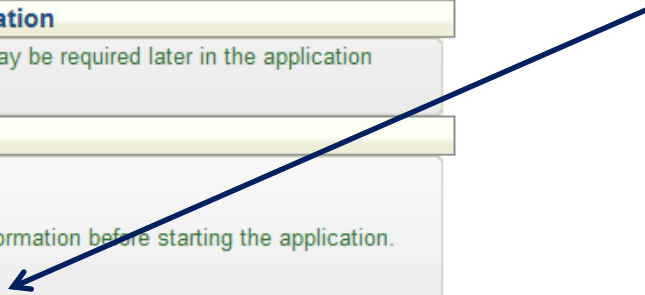 ation
ay be required later in the application
ormation before starting the application.